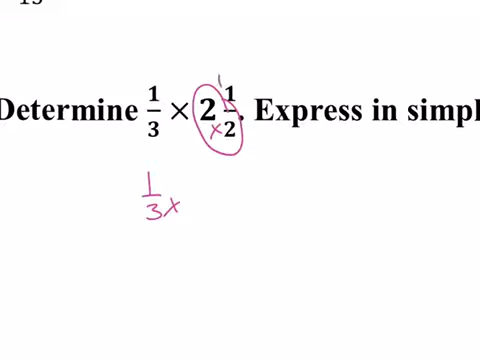 Determine 1/3 × 2 1/2. Express in simpl
×
1/3 ×